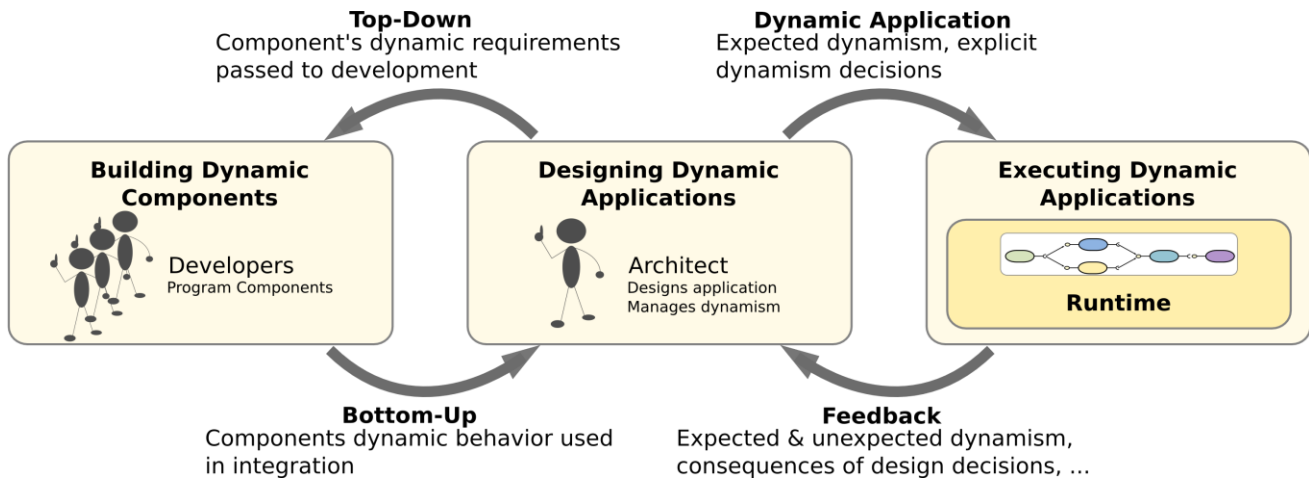 Top-Down
Component's dynamic requirements
passed to development
Dynamic Application
Expected dynamism, explicit
dynamism decisions
Building Dynamic
Components
Developers
Program Components
Designing Dynamic
Applications
Architect
Designs application
Manages dynamism
Executing Dynamic
Applications
Runtime
Bottom-Up
Components dynamic behavior used
in integration
Feedback
Expected & unexpected dynamism,
consequences of design decisions, ...